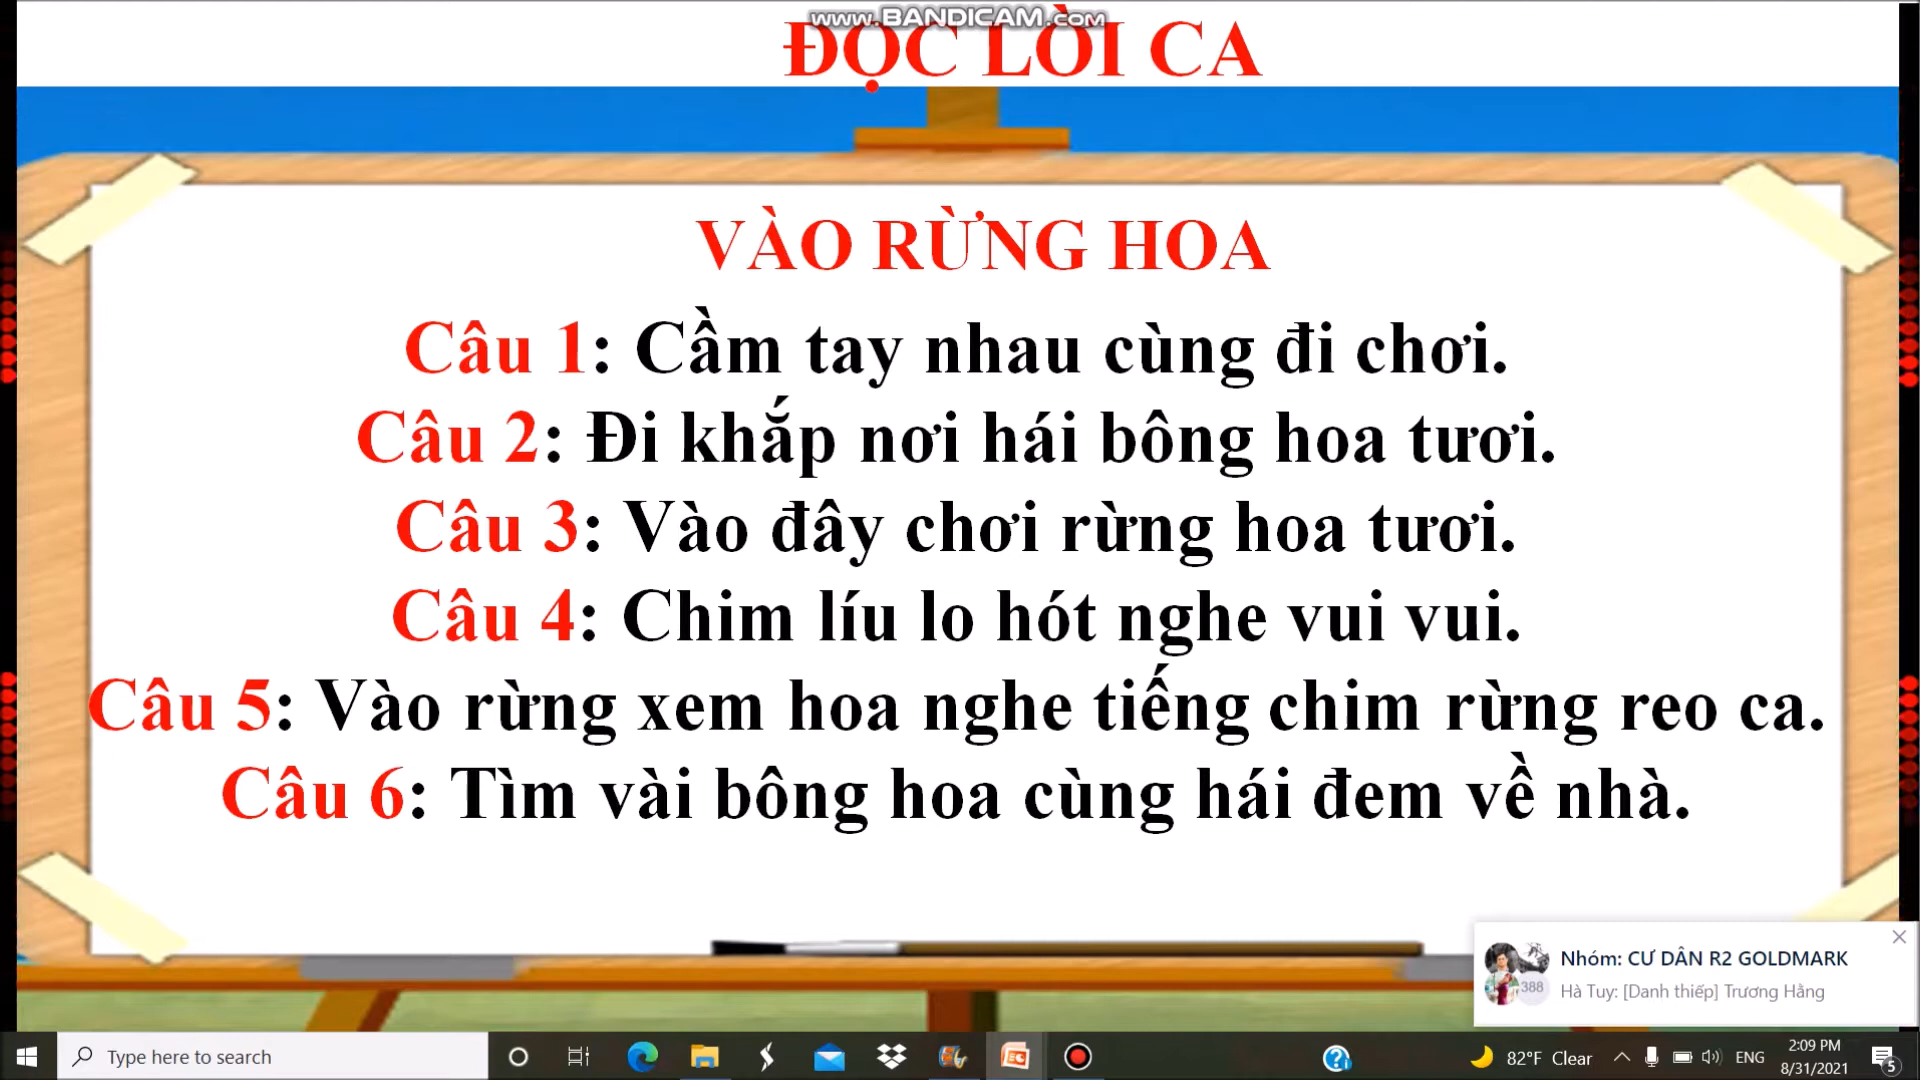 www.BANDICAM.com
ĐỌC LỜI CA
VÀO RỪNG HOA
Câu 1: Cầm tay nhau cùng đi chơi.
Câu 2: Đi khắp nơi hái bông hoa tươi.
Câu 3: Vào đây chơi rừng hoa tươi.
Câu 4: Chim líu lo hót nghe vui vui.
Câu 5: Vào rừng xem hoa nghe tiếng chim rừng reo ca.
Câu 6: Tìm vài bông hoa cùng hái đem về nhà.
Nhóm: CƯ DÂN R2 GOLDMARK
388
Hà Tuy: [Danh thiếp] Trương Hằng
Type here to search
82°F Clear
ENG
2:09 PM
8/31/2021
5